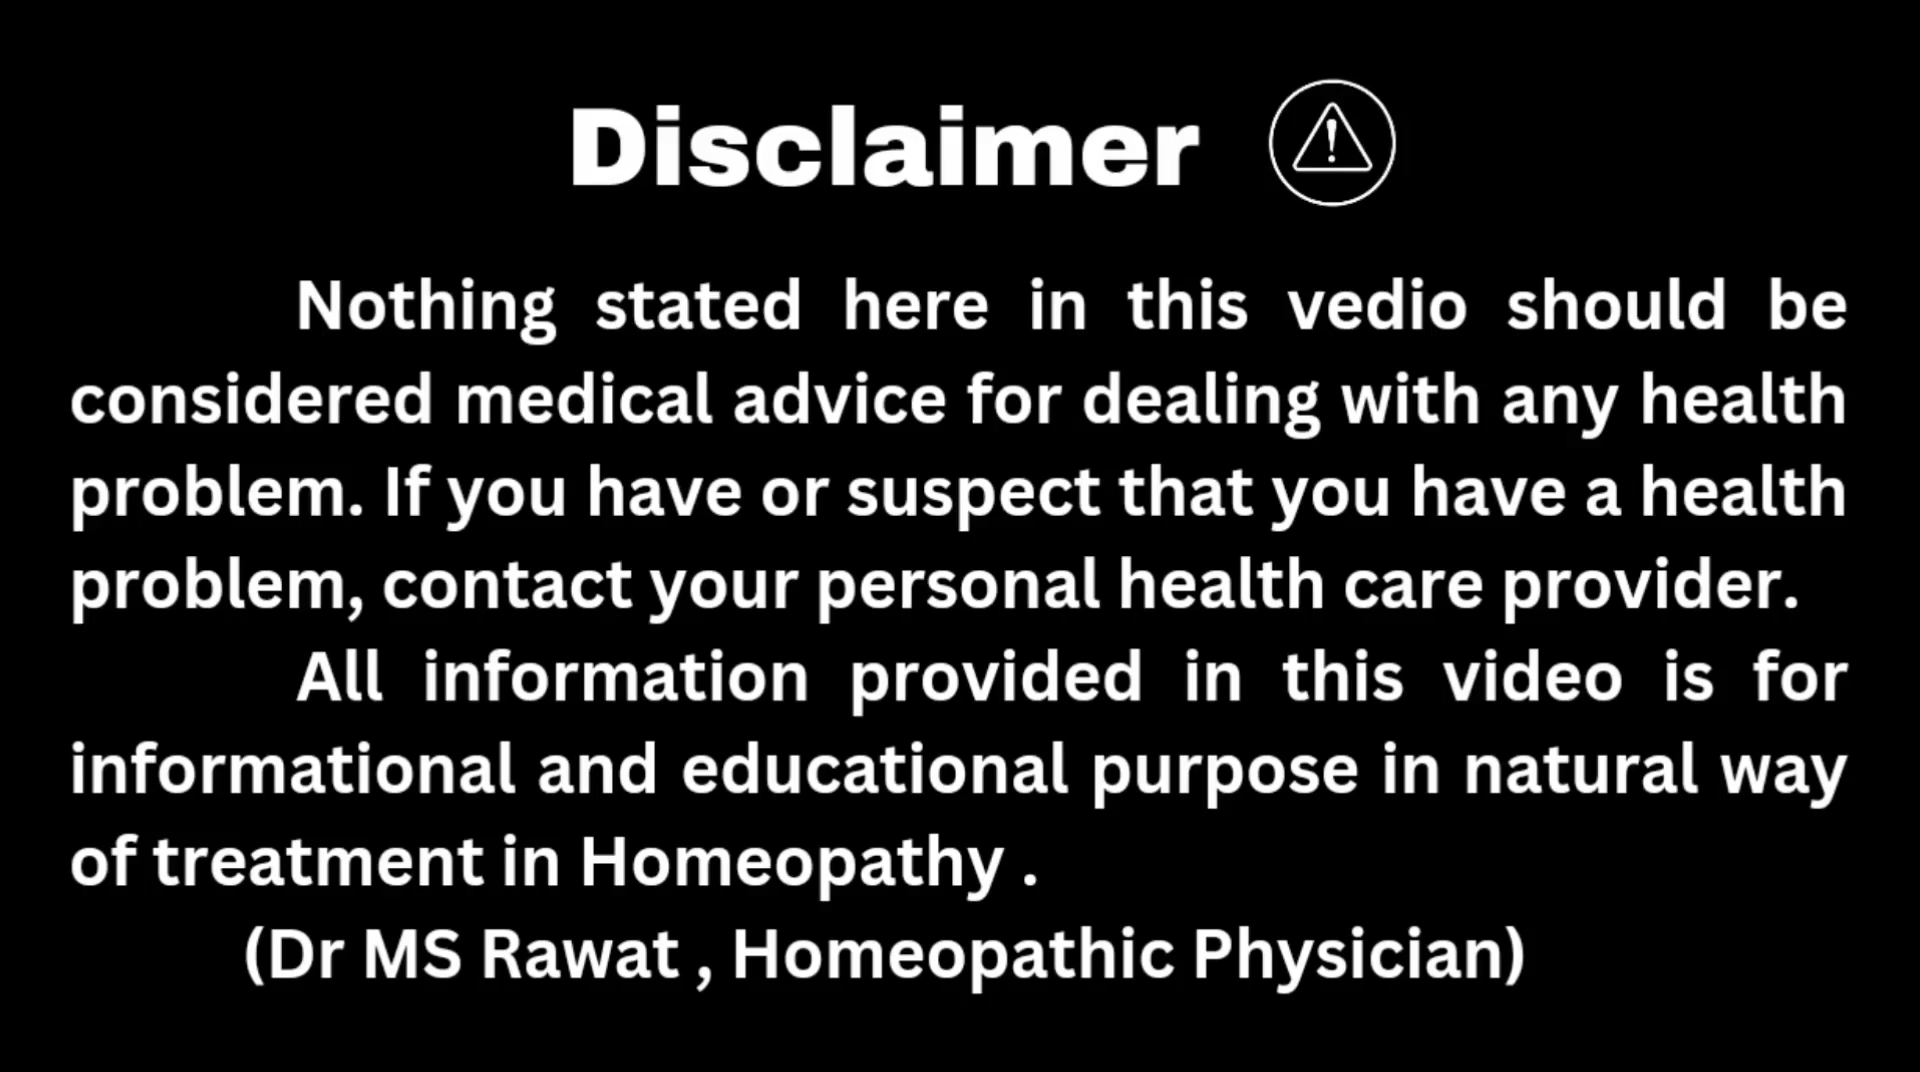 Disclaimer
Nothing stated here in this vedio should be
considered medical advice for dealing with any health
problem. If you have or suspect that you have a health
problem, contact your personal health care provider.
All information provided in this video is for
informational and educational purpose in natural way
of treatment in Homeopathy .
(Dr MS Rawat , Homeopathic Physician)